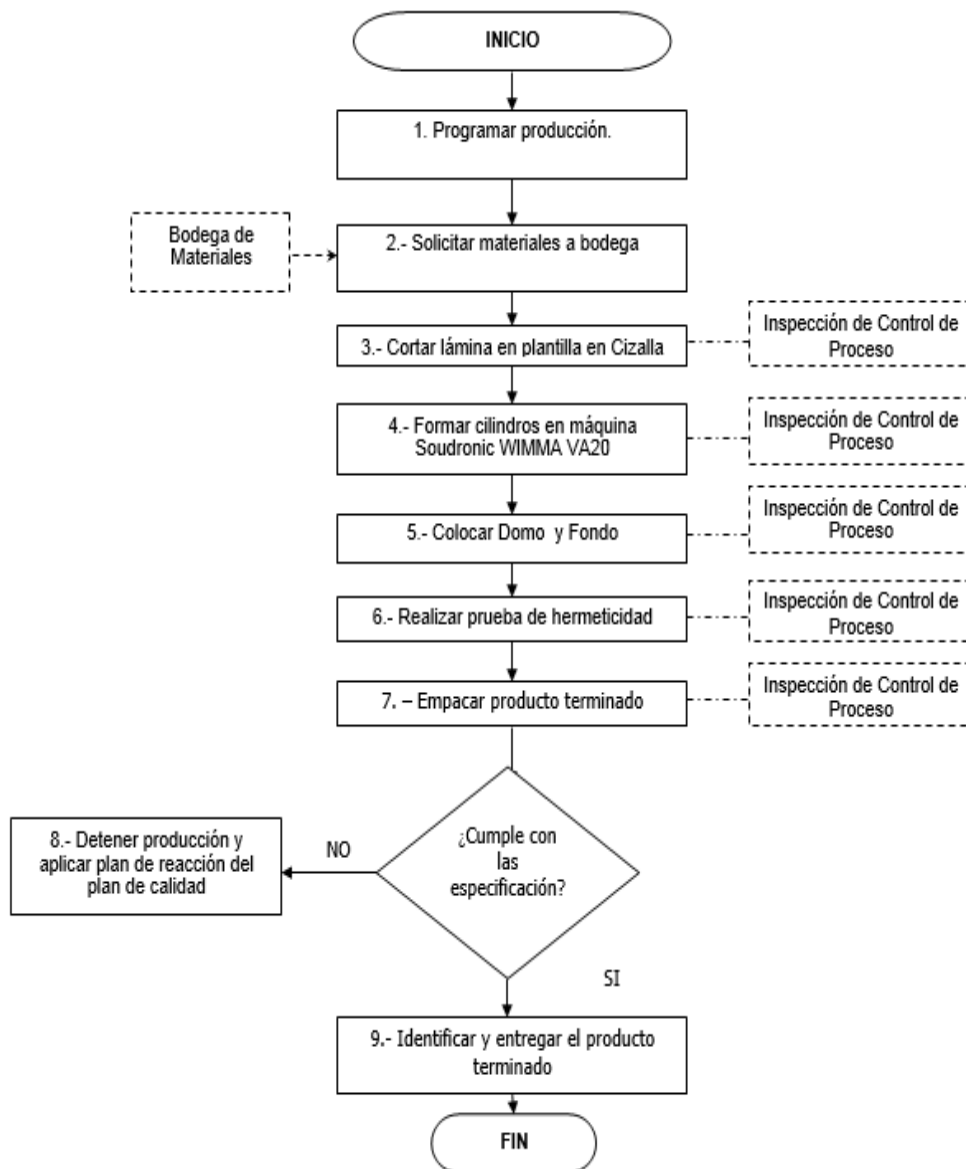 INICIO
1. Programar producción.
Bodega de
Materiales
2.- Solicitar materiales a bodega
3.- Cortar lámina en plantilla en Cizalla
Inspección de Control de
Proceso
4.- Formar cilindros en máquina
Soudronic WIMMA VA20
Inspección de Control de
Proceso
5.- Colocar Domo y Fondo
Inspección de Control de
Proceso
6.- Realizar prueba de hermeticidad
Inspección de Control de
Proceso
7. – Empacar producto terminado
Inspección de Control de
Proceso
¿Cumple con
las
especificación?
NO
8.- Detener producción y
aplicar plan de reacción del
plan de calidad
SI
9.- Identificar y entregar el producto
terminado
FIN